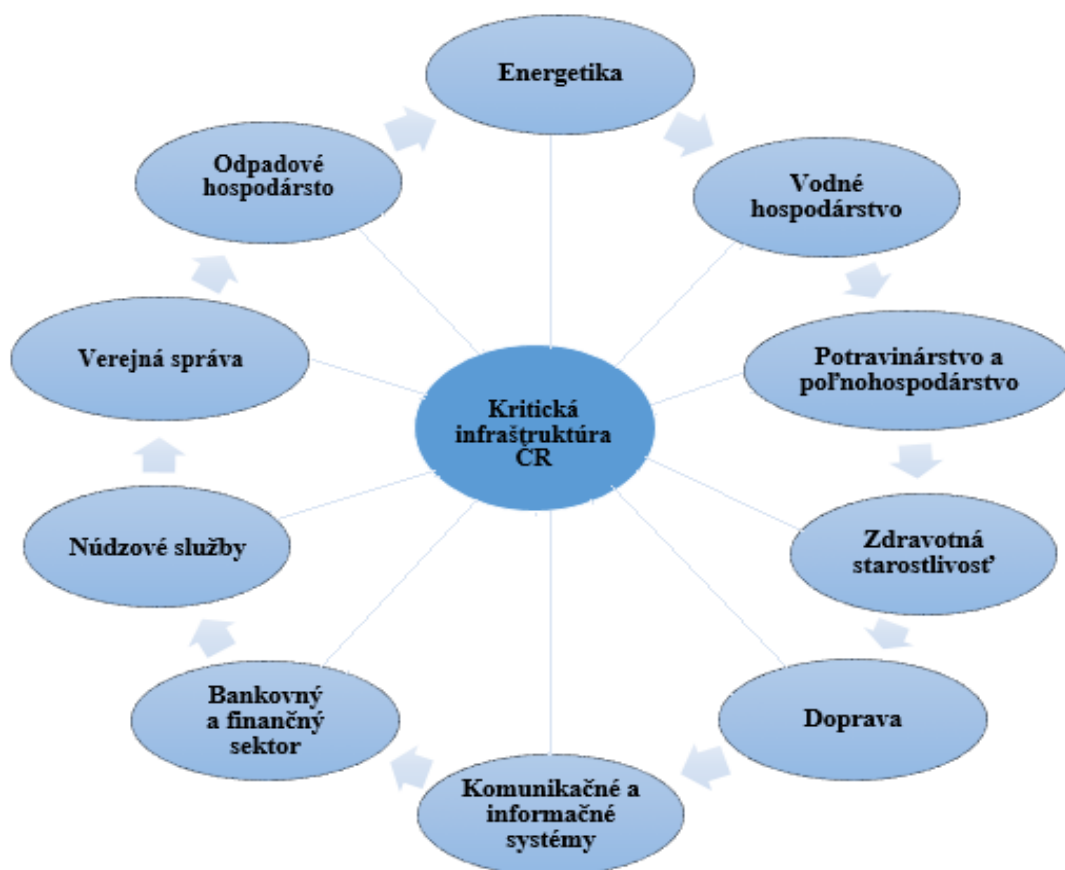 Energetika
Vodné
hospodárstvo
Potravinárstvo a
poľnohospodárstvo
Zdravotná
starostlivosť
Doprava
Komunikačné a
informačné
systémy
Bankovný
a finančný
sektor
Núdzové služby
Verejná správa
Odpadové
hospodársto
Kritická
infraštruktúra
ČR